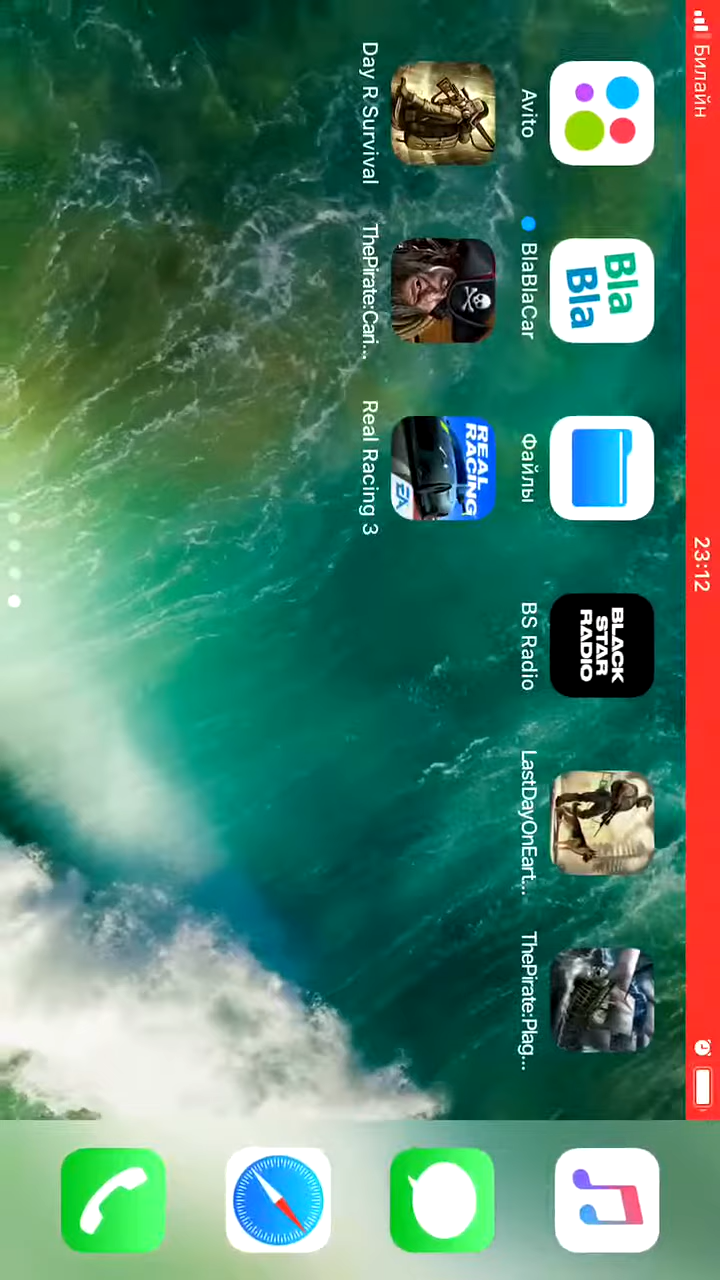 Билайн 23:12
Avito
BlaBlaCar
Файлы
BS Radio
LastDayOnEart...
ThePirate:Plag...
Bla
Bla
BLACK
STAR
RADIO
Day R Survival
ThePirate:Cari...
Real Racing 3
REAL
RACING
EA